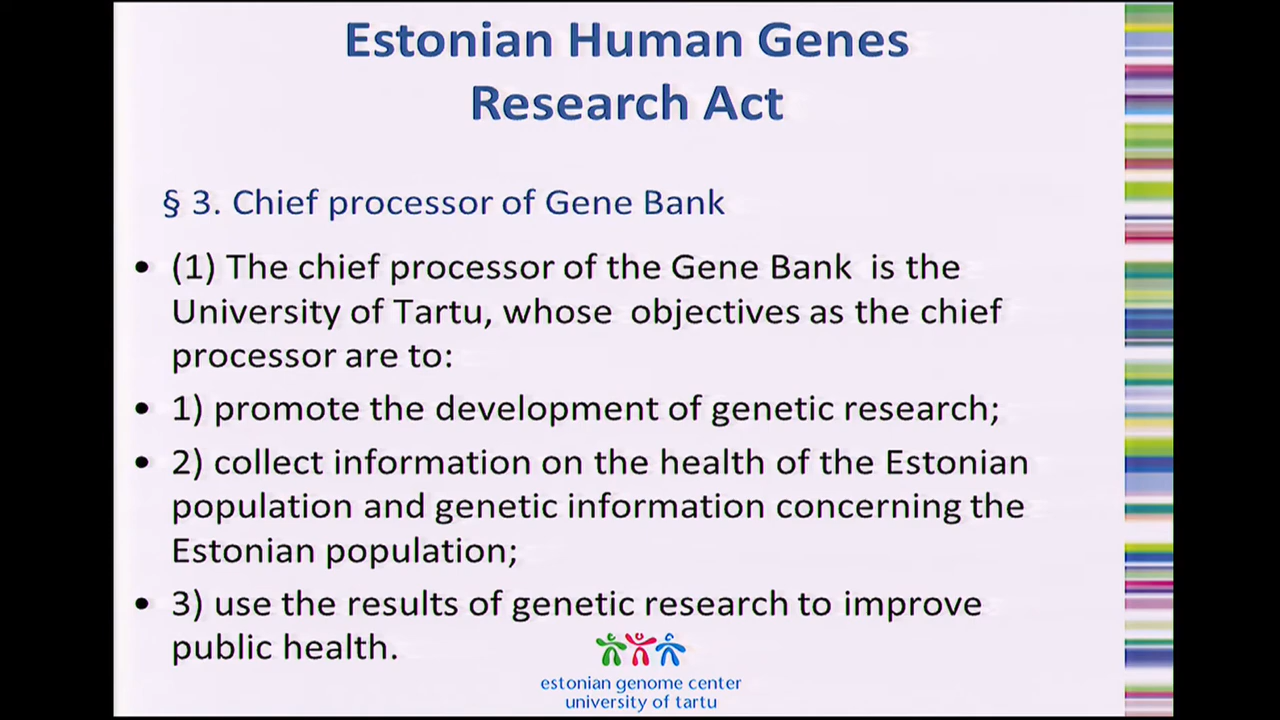 Estonian Human Genes
Research Act
§ 3. Chief processor of Gene Bank
• (1) The chief processor of the Gene Bank is the
University of Tartu, whose objectives as the chief
processor are to:
• 1) promote the development of genetic research;
• 2) collect information on the health of the Estonian
population and genetic information concerning the
Estonian population;
• 3) use the results of genetic research to improve
public health.
estonian genome center
university of tartu